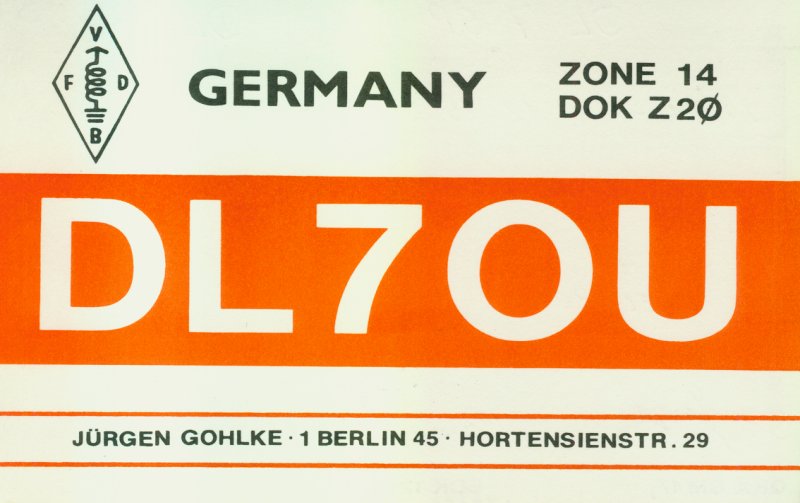 V
F D
B
GERMANY
ZONE 14
DOK Z2Ø
DL7OU
JÜRGEN GOHLKE · 1 BERLIN 45 · HORTENSIENSTR. 29